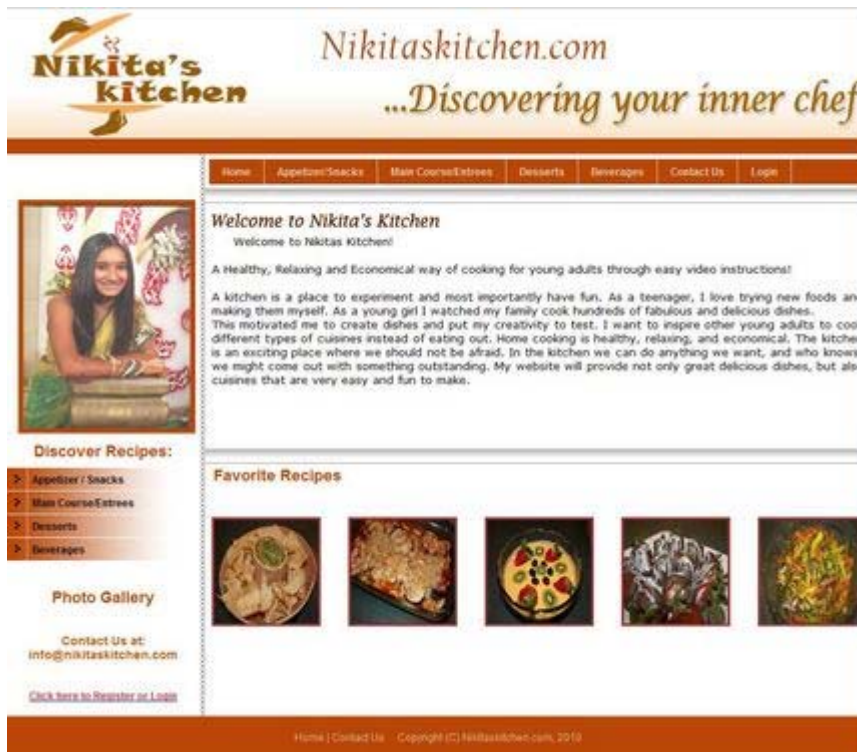 Nikita's
kitchen
Nikitaskitchen.com
...Discovering your inner chef
Home
Appetizer/Snacks
Main Course/Entrees
Desserts
Beverages
Contact Us
Login
Welcome to Nikita's Kitchen
Welcome to Nikitas Kitchen!
A Healthy, Relaxing and Economical way of cooking for young adults through easy video instructions!
A kitchen is a place to experiment and most importantly have fun. As a teenager, I love trying new foods an
making them myself. As a young girl I watched my family cook hundreds of fabulous and delicious dishes.
This motivated me to create dishes and put my creativity to test. I want to inspire other young adults to coo
different types of cuisines instead of eating out. Home cooking is healthy, relaxing, and economical. The kitche
is an exciting place where we should not be afraid. In the kitchen we can do anything we want, and who knows
we might come out with something outstanding. My website will provide not only great delicious dishes, but als
cuisines that are very easy and fun to make.
Discover Recipes:
Appetizer / Snacks
Main Course/Entrees
Desserts
Beverages
Photo Gallery
Contact Us at:
info@nikitaskitchen.com
Click here to Register or Login
Favorite Recipes
Home | Contact Us Copyright (C) Nikitaskitchen.com, 2010